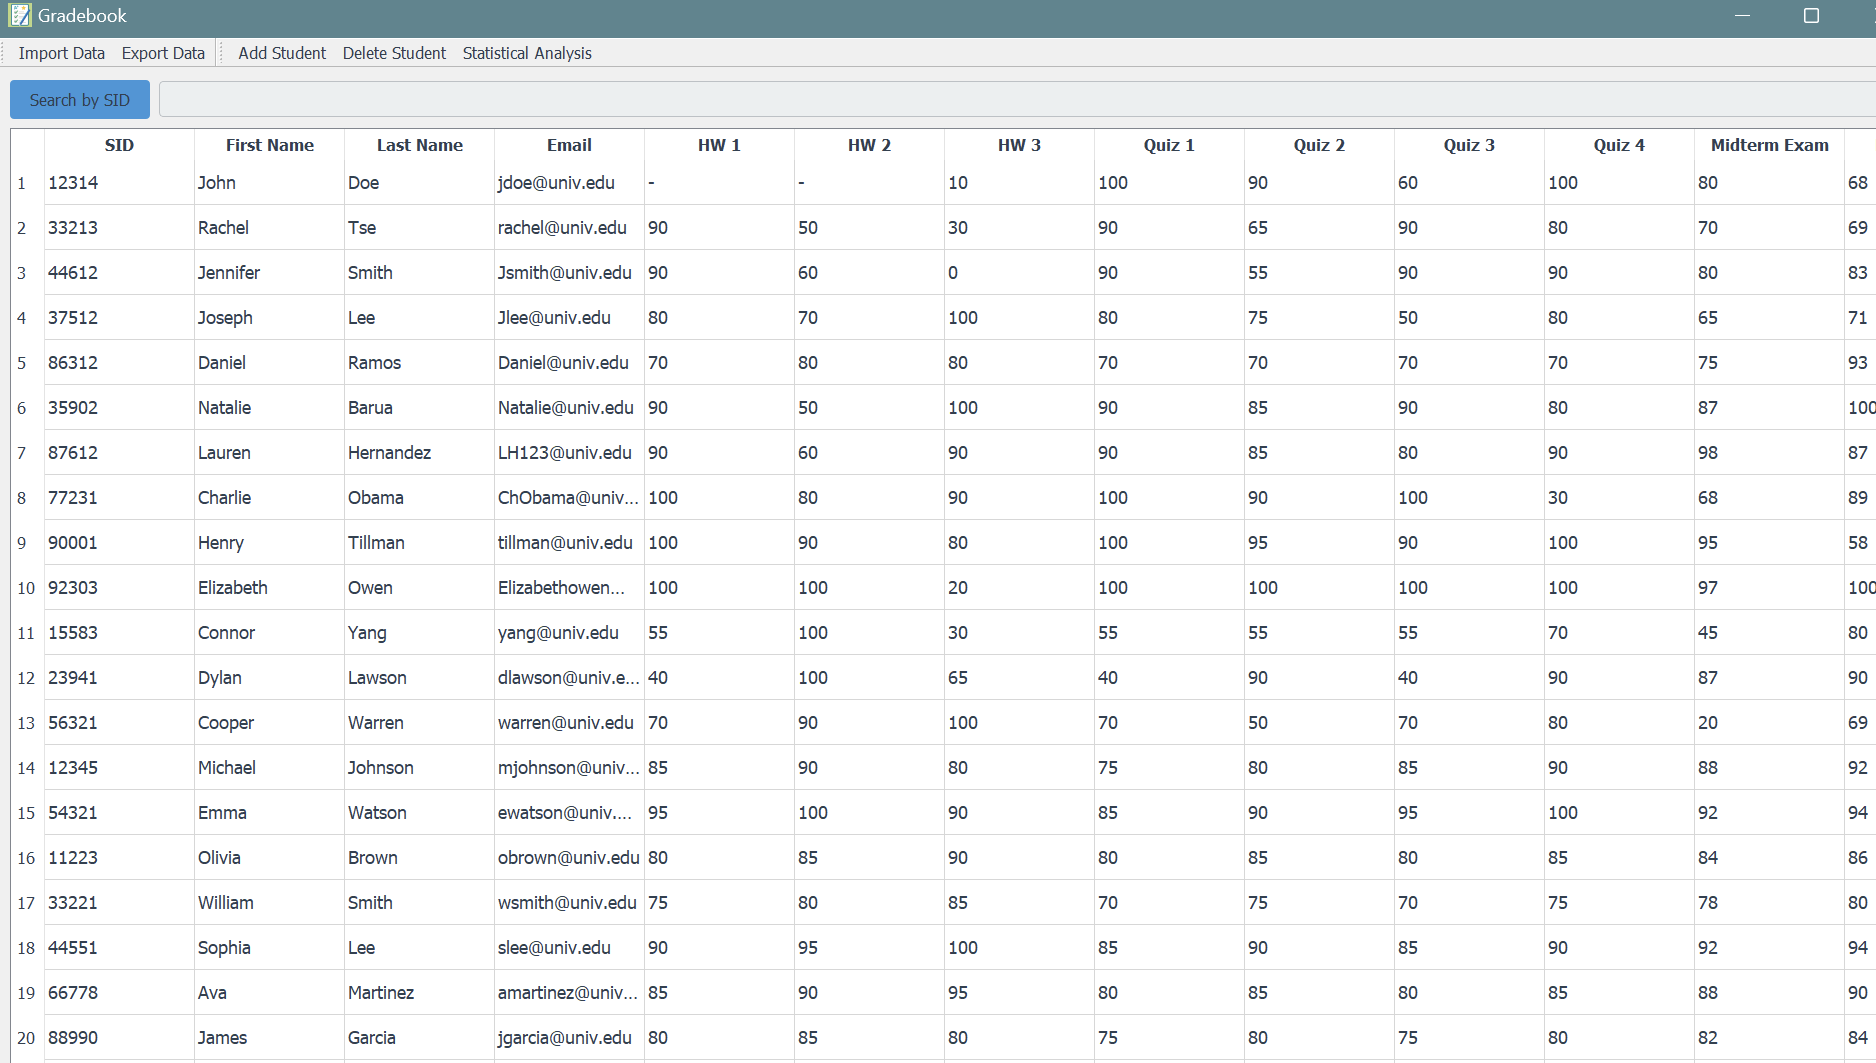 Gradebook
Import Data Export Data Add Student Delete Student Statistical Analysis
Search by SID
SID First Name Last Name Email HW 1 HW 2 HW 3 Quiz 1 Quiz 2 Quiz 3 Quiz 4 Midterm Exam
1 12314 John Doe jdoe@univ.edu - - 10 100 90 60 100 80 68
2 33213 Rachel Tse rachel@univ.edu 90 50 30 90 65 90 80 70 69
3 44612 Jennifer Smith Jsmith@univ.edu 90 60 0 90 55 90 90 80 83
4 37512 Joseph Lee Jlee@univ.edu 80 70 100 80 75 50 80 65 71
5 86312 Daniel Ramos Daniel@univ.edu 70 80 80 70 70 70 70 75 93
6 35902 Natalie Barua Natalie@univ.edu 90 50 100 90 85 90 80 87 100
7 87612 Lauren Hernandez LH123@univ.edu 90 60 90 90 85 80 90 98 87
8 77231 Charlie Obama ChObama@univ... 100 80 90 100 90 100 30 68 89
9 90001 Henry Tillman tillman@univ.edu 100 90 80 100 95 90 100 95 58
10 92303 Elizabeth Owen Elizabethowen... 100 100 20 100 100 100 100 97 100
11 15583 Connor Yang yang@univ.edu 55 100 30 55 55 55 70 45 80
12 23941 Dylan Lawson dlawson@univ.e... 40 100 65 40 90 40 90 87 90
13 56321 Cooper Warren warren@univ.edu 70 90 100 70 50 70 80 20 69
14 12345 Michael Johnson mjohnson@univ... 85 90 80 75 80 85 90 88 92
15 54321 Emma Watson ewatson@univ.... 95 100 90 85 90 95 100 92 94
16 11223 Olivia Brown obrown@univ.edu 80 85 90 80 85 80 85 84 86
17 33221 William Smith wsmith@univ.edu 75 80 85 70 75 70 75 78 80
18 44551 Sophia Lee slee@univ.edu 90 95 100 85 90 85 90 92 94
19 66778 Ava Martinez amartinez@univ... 85 90 95 80 85 80 85 88 90
20 88990 James Garcia jgarcia@univ.edu 80 85 80 75 80 75 80 82 84